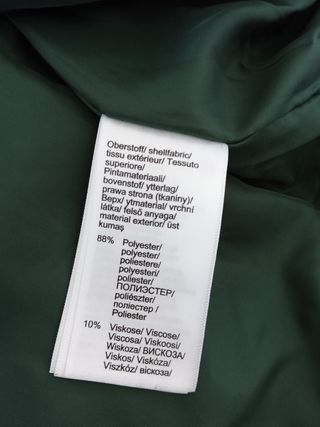 Oberstoff/ shellfabric/
tissu extérieur/ Tessuto
superiore/
Pintamateriaali/
bovenstof/ ytterlag/
prawa strona (tkaniny)/
Верх/ ytmaterial/ vrchní
látka/ felső anyaga/
material exterior/ üst
kumaş
88% Polyester/
polyester/
poliestere/
polyesteri/
poliester/
ПОЛИЭСТЕР/
poliészter/
поліестер /
Poliester
10% Viskose/ Viscose/
Viscosa/ Viskoosi/
Wiskoza/ ВИСКОЗА/
Viskos/ Viskóza/
Viszkóz/ віскоза/